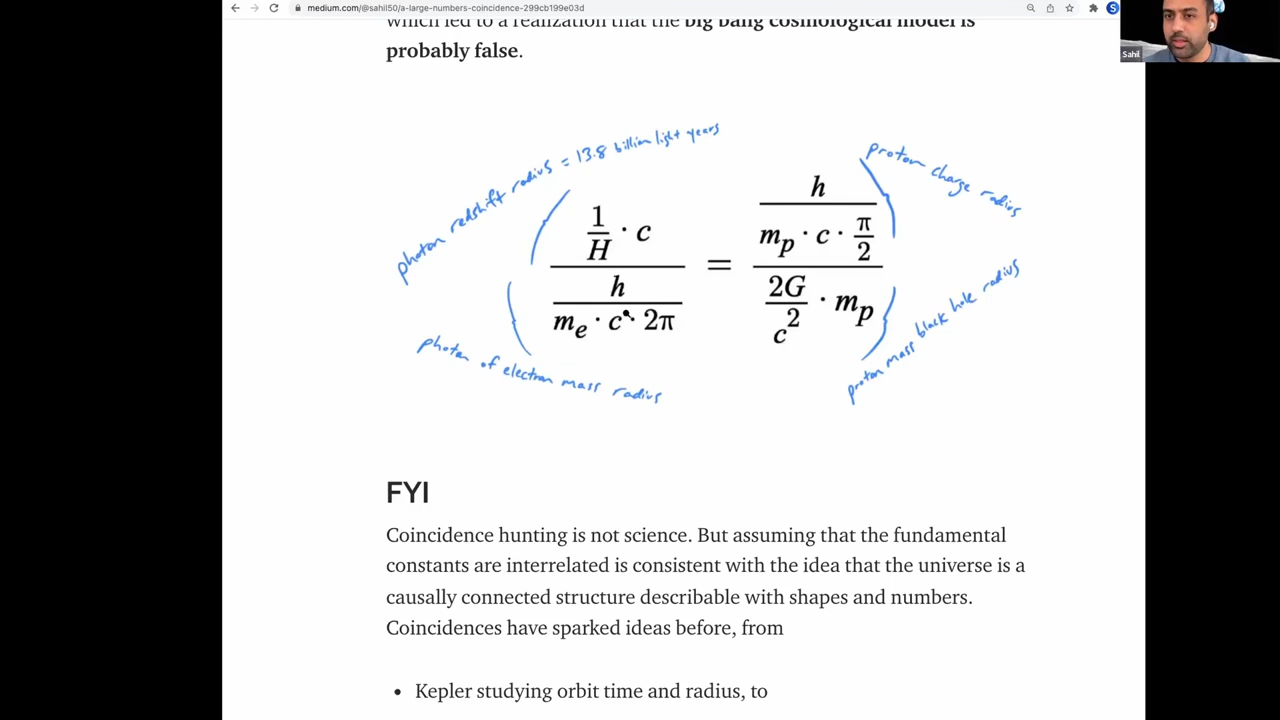 medium.com/@sahil50/a-large-numbers-coincidence-299cb199e03d
which led to a realization that the big bang cosmological model is
probably false.
Sahil
photon redshift radius = 13.8 billion light years
proton charge radius
1/H · c / h/(mₑ · c · 2π) = h/(mₚ · c · π/2) / (2G/c² · mₚ)
photon of electron mass radius
proton mass black hole radius
FYI
Coincidence hunting is not science. But assuming that the fundamental
constants are interrelated is consistent with the idea that the universe is a
causally connected structure describable with shapes and numbers.
Coincidences have sparked ideas before, from
• Kepler studying orbit time and radius, to